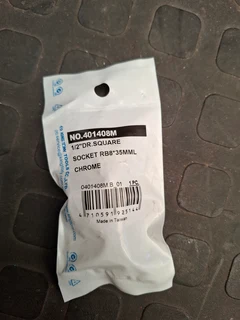 NO.401408M
1/2"DR.SQUARE
SOCKET RB8*35MML
CHROME
0401408M.B 01 1PC
Made in Taiwan